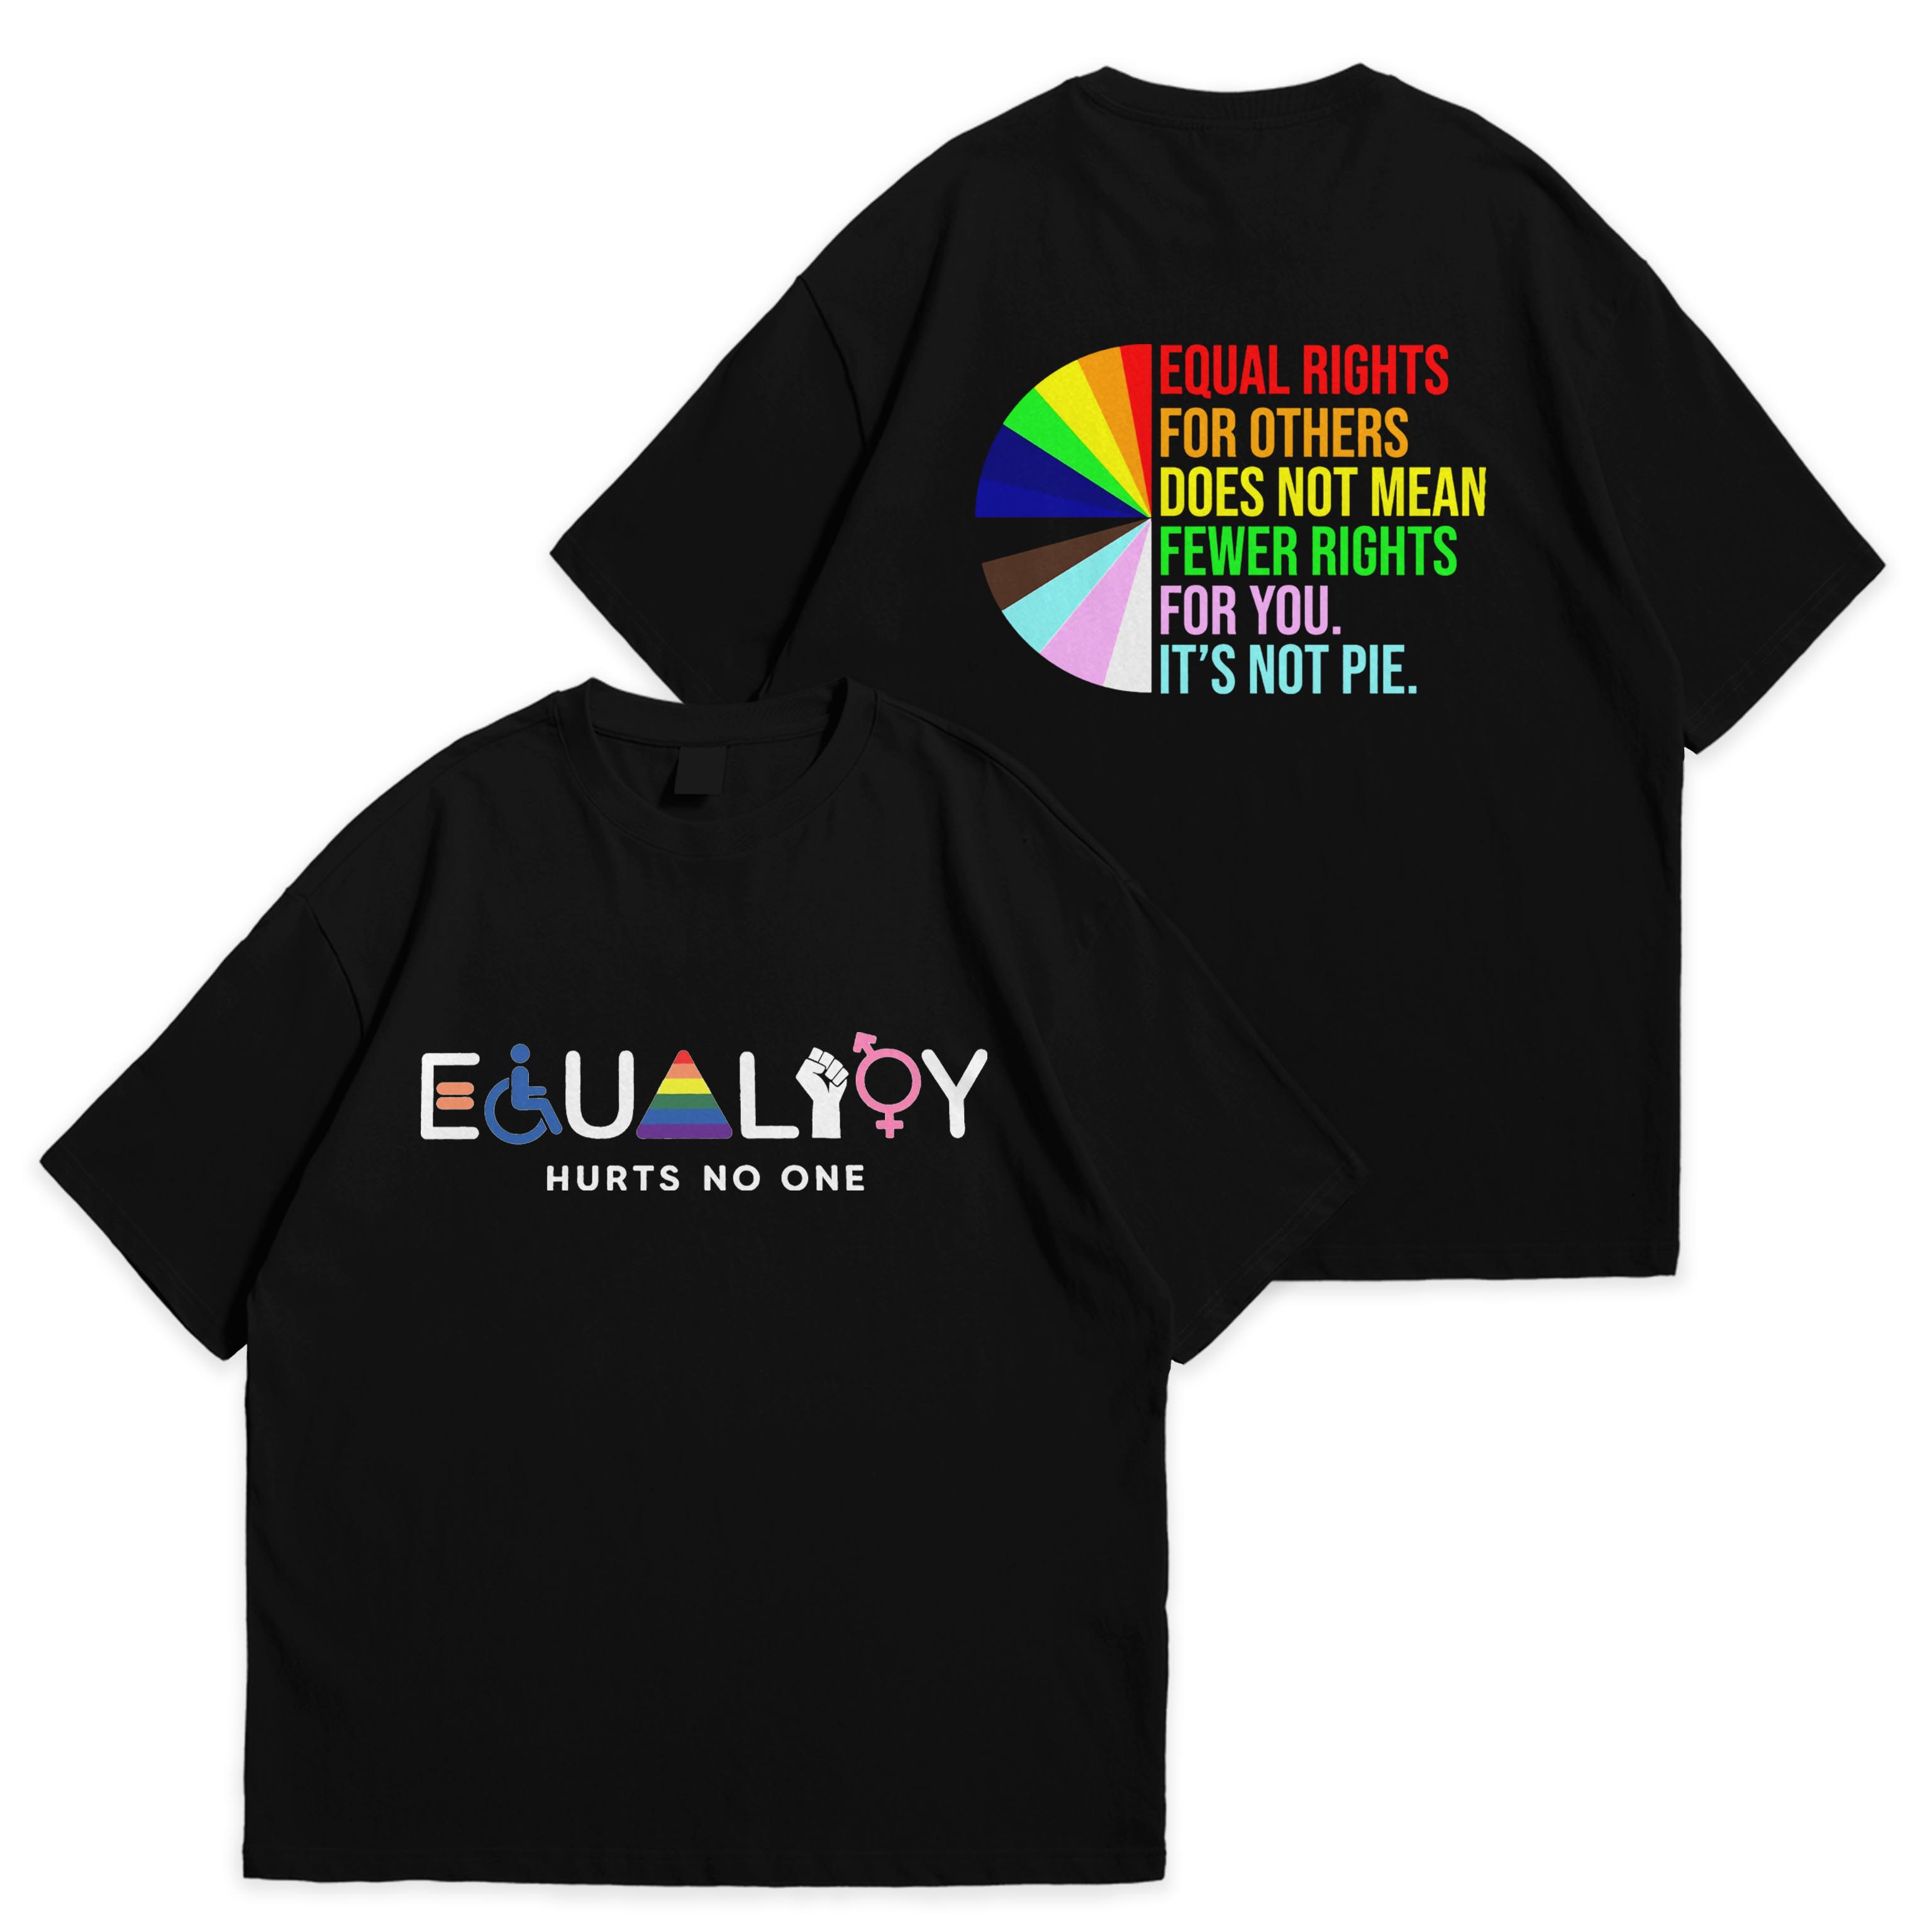 EQUAL RIGHTS
FOR OTHERS
DOES NOT MEAN
FEWER RIGHTS
FOR YOU.
IT'S NOT PIE.
EQUALITY
HURTS NO ONE